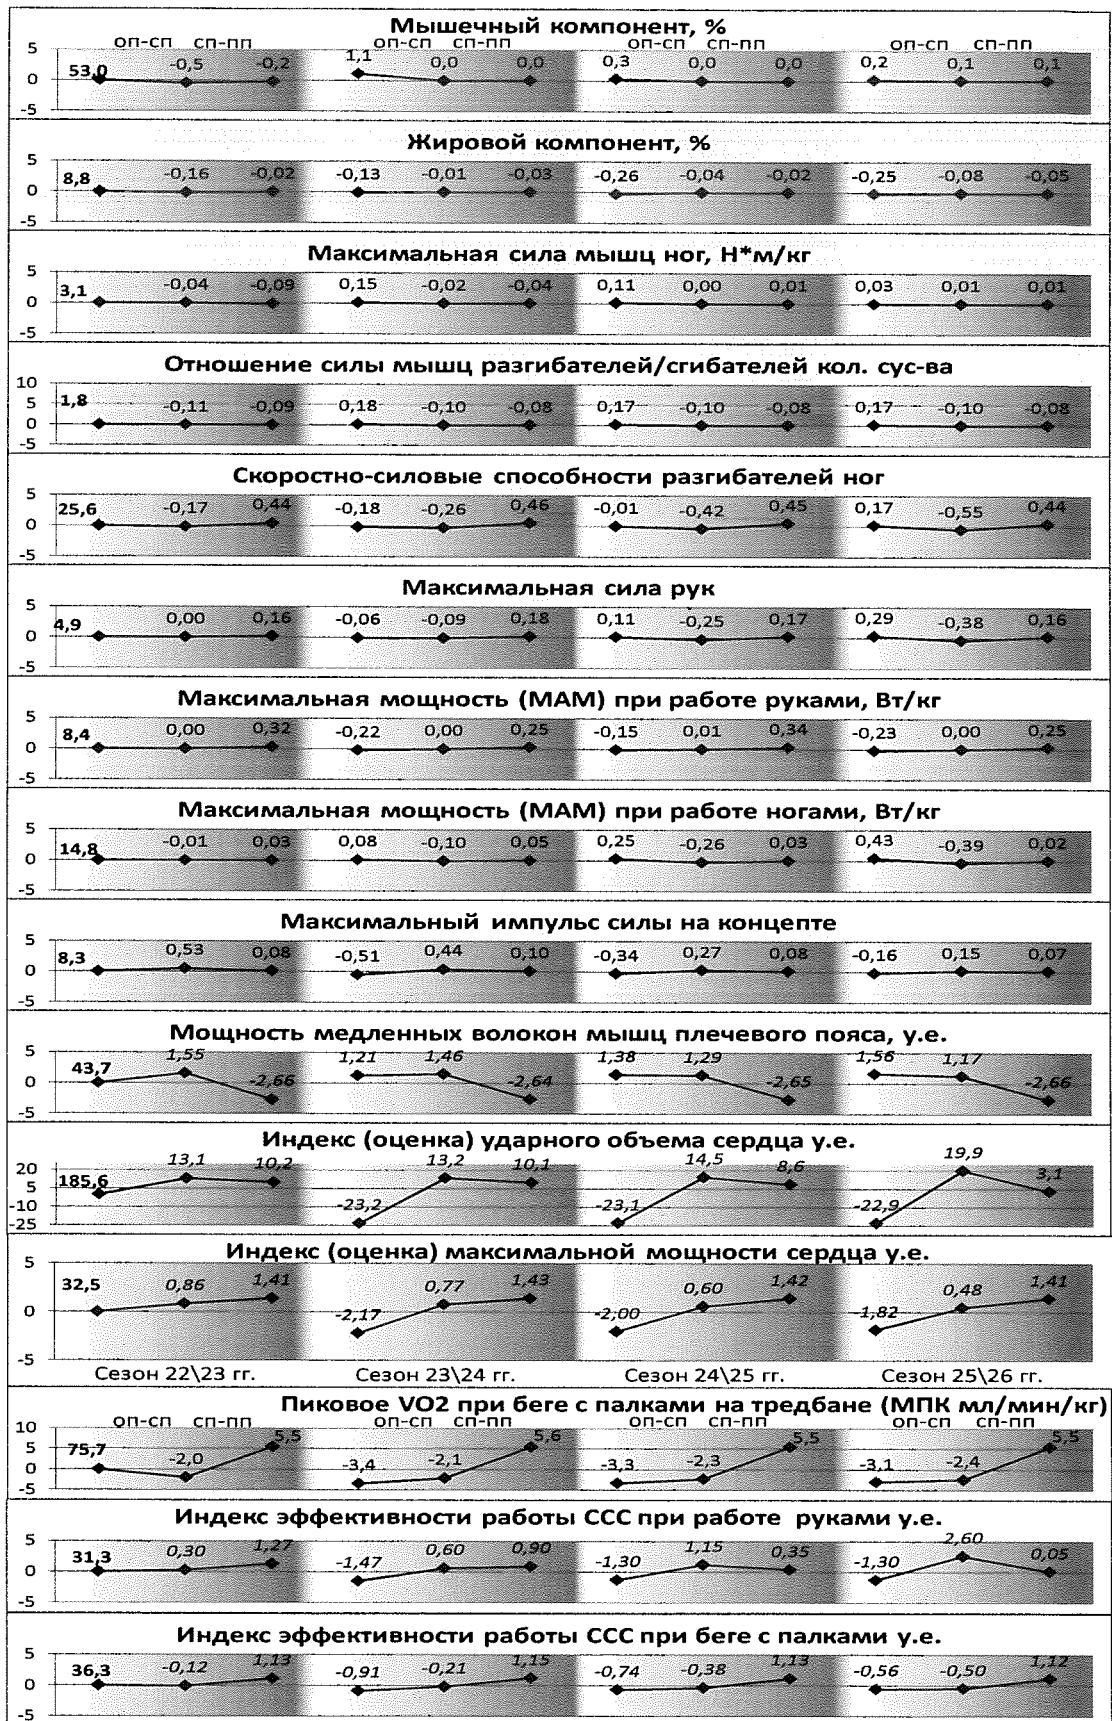 Мышечный компонент, %
5 оп-сп сп-пп оп-сп сп-пп оп-сп сп-пп оп-сп сп-пп
53,0 -0,5 -0,2 1,1 0,0 0,0 0,3 0,0 0,0 0,2 0,1 0,1
0
-5
Жировой компонент, %
5
8,8 -0,16 -0,02 -0,13 -0,01 -0,03 -0,26 -0,04 -0,02 -0,25 -0,08 -0,05
0
-5
Максимальная сила мышц ног, Н*м/кг
5
3,1 -0,04 -0,09 0,15 -0,02 -0,04 0,11 0,00 0,01 0,03 0,01 0,01
0
-5
Отношение силы мышц разгибателей/сгибателей кол. сус-ва
10
5 1,8 -0,11 -0,09 0,18 -0,10 -0,08 0,17 -0,10 -0,08 0,17 -0,10 -0,08
0
-5
Скоростно-силовые способности разгибателей ног
5
25,6 -0,17 0,44 -0,18 -0,26 0,46 -0,01 -0,42 0,45 0,17 -0,55 0,44
0
-5
Максимальная сила рук
5
4,9 0,00 0,16 -0,06 -0,09 0,18 0,11 -0,25 0,17 0,29 -0,38 0,16
0
-5
Максимальная мощность (МАМ) при работе руками, Вт/кг
5
8,4 0,00 0,32 -0,22 0,00 0,25 -0,15 0,01 0,34 -0,23 0,00 0,25
0
-5
Максимальная мощность (МАМ) при работе ногами, Вт/кг
5
14,8 -0,01 0,03 0,08 -0,10 0,05 0,25 -0,26 0,03 0,43 -0,39 0,02
0
-5
Максимальный импульс силы на концепте
5
8,3 0,53 0,08 -0,51 0,44 0,10 -0,34 0,27 0,08 -0,16 0,15 0,07
0
-5
Мощность медленных волокон мышц плечевого пояса, у.е.
5
43,7 1,55 -2,66 1,21 1,46 -2,64 1,38 1,29 -2,65 1,56 1,17 -2,66
0
-5
Индекс (оценка) ударного объема сердца у.е.
20
5 185,6 13,1 10,2 -23,2 13,2 10,1 -23,1 14,5 8,6 -22,9 19,9 3,1
-10
-25
Индекс (оценка) максимальной мощности сердца у.е.
5
32,5 0,86 1,41 -2,17 0,77 1,43 -2,00 0,60 1,42 -1,82 0,48 1,41
0
-5
Сезон 22\23 гг. Сезон 23\24 гг. Сезон 24\25 гг. Сезон 25\26 гг.
Пиковое VO2 при беге с палками на тредбане (МПК мл/мин/кг)
10 оп-сп сп-пп оп-сп сп-пп оп-сп сп-пп оп-сп сп-пп
5 75,7 -2,0 5,5 -3,4 -2,1 5,6 -3,3 -2,3 5,5 -3,1 -2,4 5,5
0
-5
Индекс эффективности работы ССС при работе руками у.е.
5
31,3 0,30 1,27 -1,47 0,60 0,90 -1,30 1,15 0,35 -1,30 2,60 0,05
0
-5
Индекс эффективности работы ССС при беге с палками у.е.
5
36,3 -0,12 1,13 -0,91 -0,21 1,15 -0,74 -0,38 1,13 -0,56 -0,50 1,12
0
-5